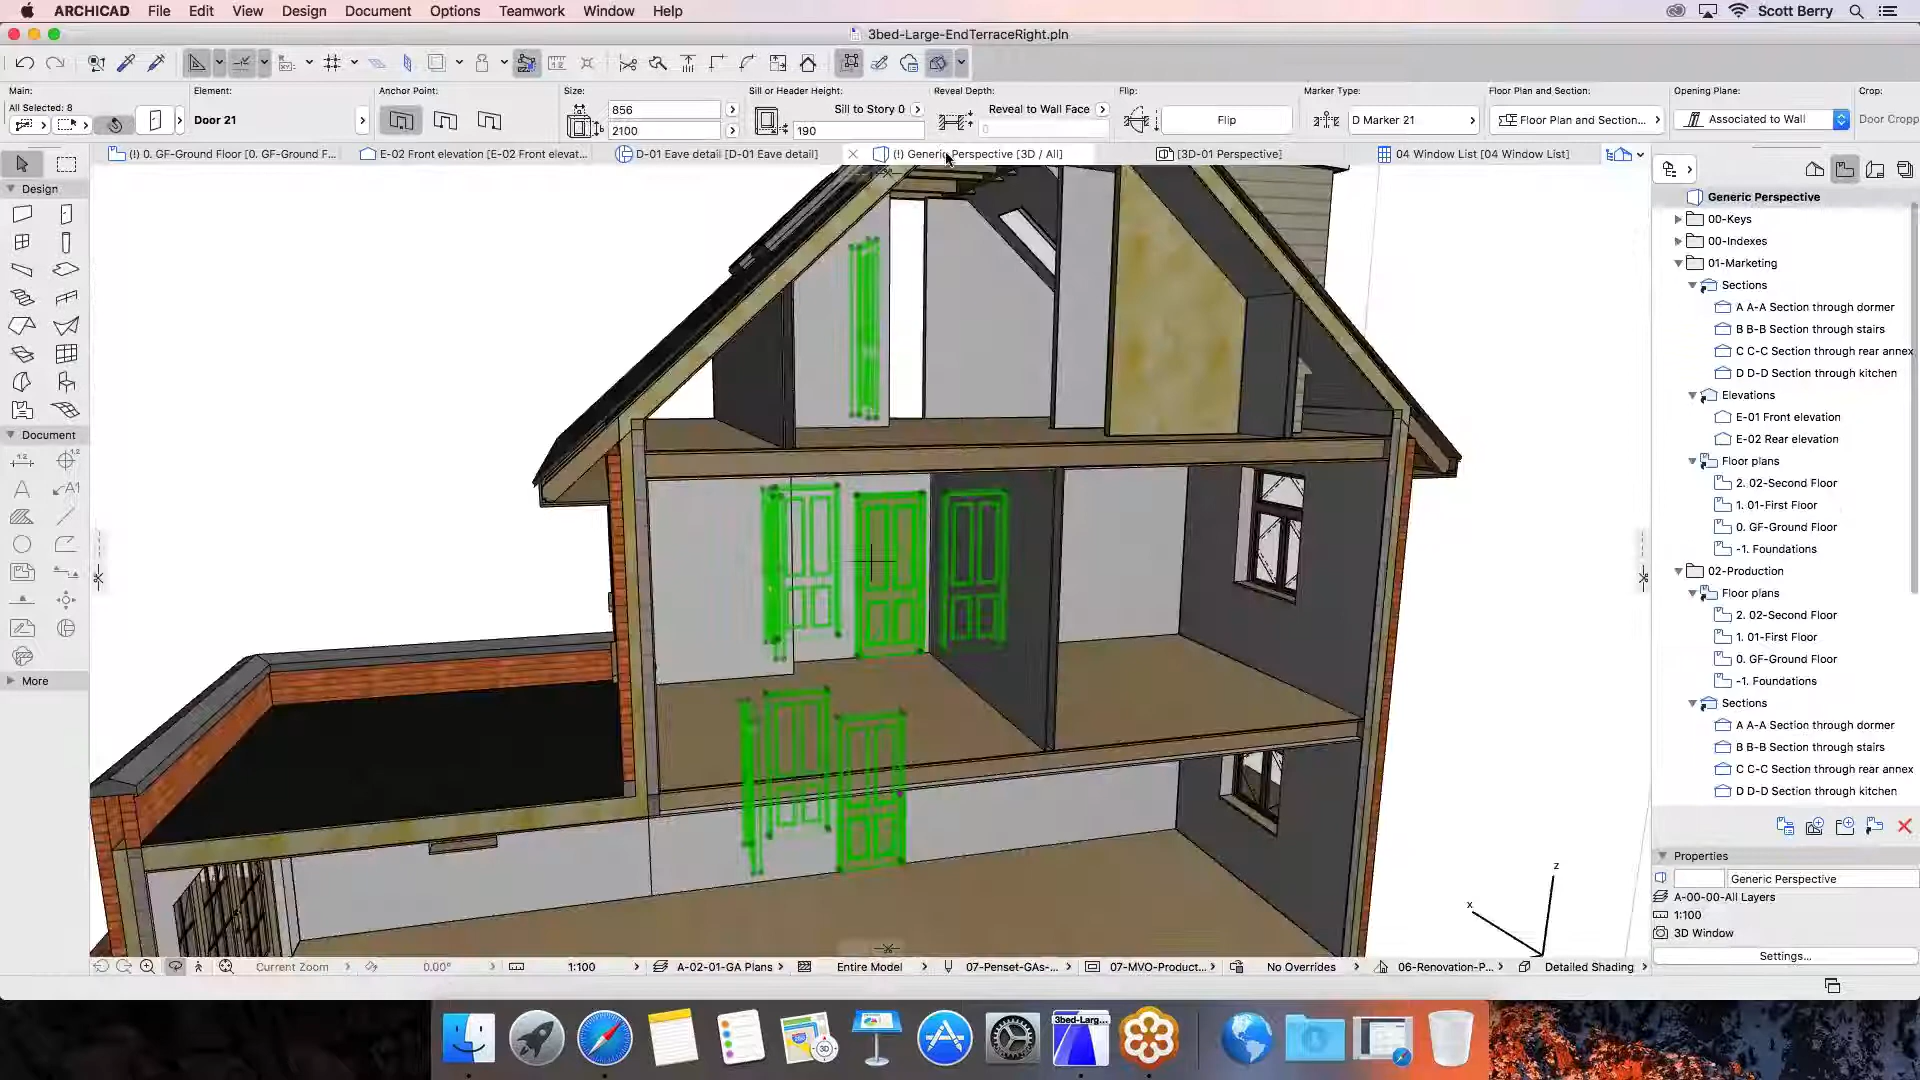 ARCHICAD File Edit View Design Document Options Teamwork Window Help Scott Berry
3bed-Large-EndTerraceRight.pln
Main: Element: Anchor Point: Size: Sill or Header Height: Reveal Depth: Flip: Marker Type: Floor Plan and Section: Opening Plane: Crop:
All Selected: 8
Door 21
856
2100
Sill to Story 0
190
Reveal to Wall Face
0
Flip
D Marker 21
Floor Plan and Section...
Associated to Wall
Door Cropp
(!) 0. GF-Ground Floor [0. GF-Ground F...
E-02 Front elevation [E-02 Front elevat...
D-01 Eave detail [D-01 Eave detail]
(!) Generic Perspective [3D / All]
[3D-01 Perspective]
04 Window List [04 Window List]
Design
Document
More
Generic Perspective
00-Keys
00-Indexes
01-Marketing
Sections
A A-A Section through dormer
B B-B Section through stairs
C C-C Section through rear annex
D D-D Section through kitchen
Elevations
E-01 Front elevation
E-02 Rear elevation
Floor plans
2. 02-Second Floor
1. 01-First Floor
0. GF-Ground Floor
-1. Foundations
02-Production
Floor plans
2. 02-Second Floor
1. 01-First Floor
0. GF-Ground Floor
-1. Foundations
Sections
A A-A Section through dormer
B B-B Section through stairs
C C-C Section through rear annex
D D-D Section through kitchen
Properties
Generic Perspective
A-00-00-All Layers
1:100
3D Window
Settings...
z
x
Current Zoom 0.00° 1:100 A-02-01-GA Plans Entire Model 07-Penset-GAs-... 07-MVO-Product... No Overrides 06-Renovation-P... Detailed Shading
3bed-Larg...